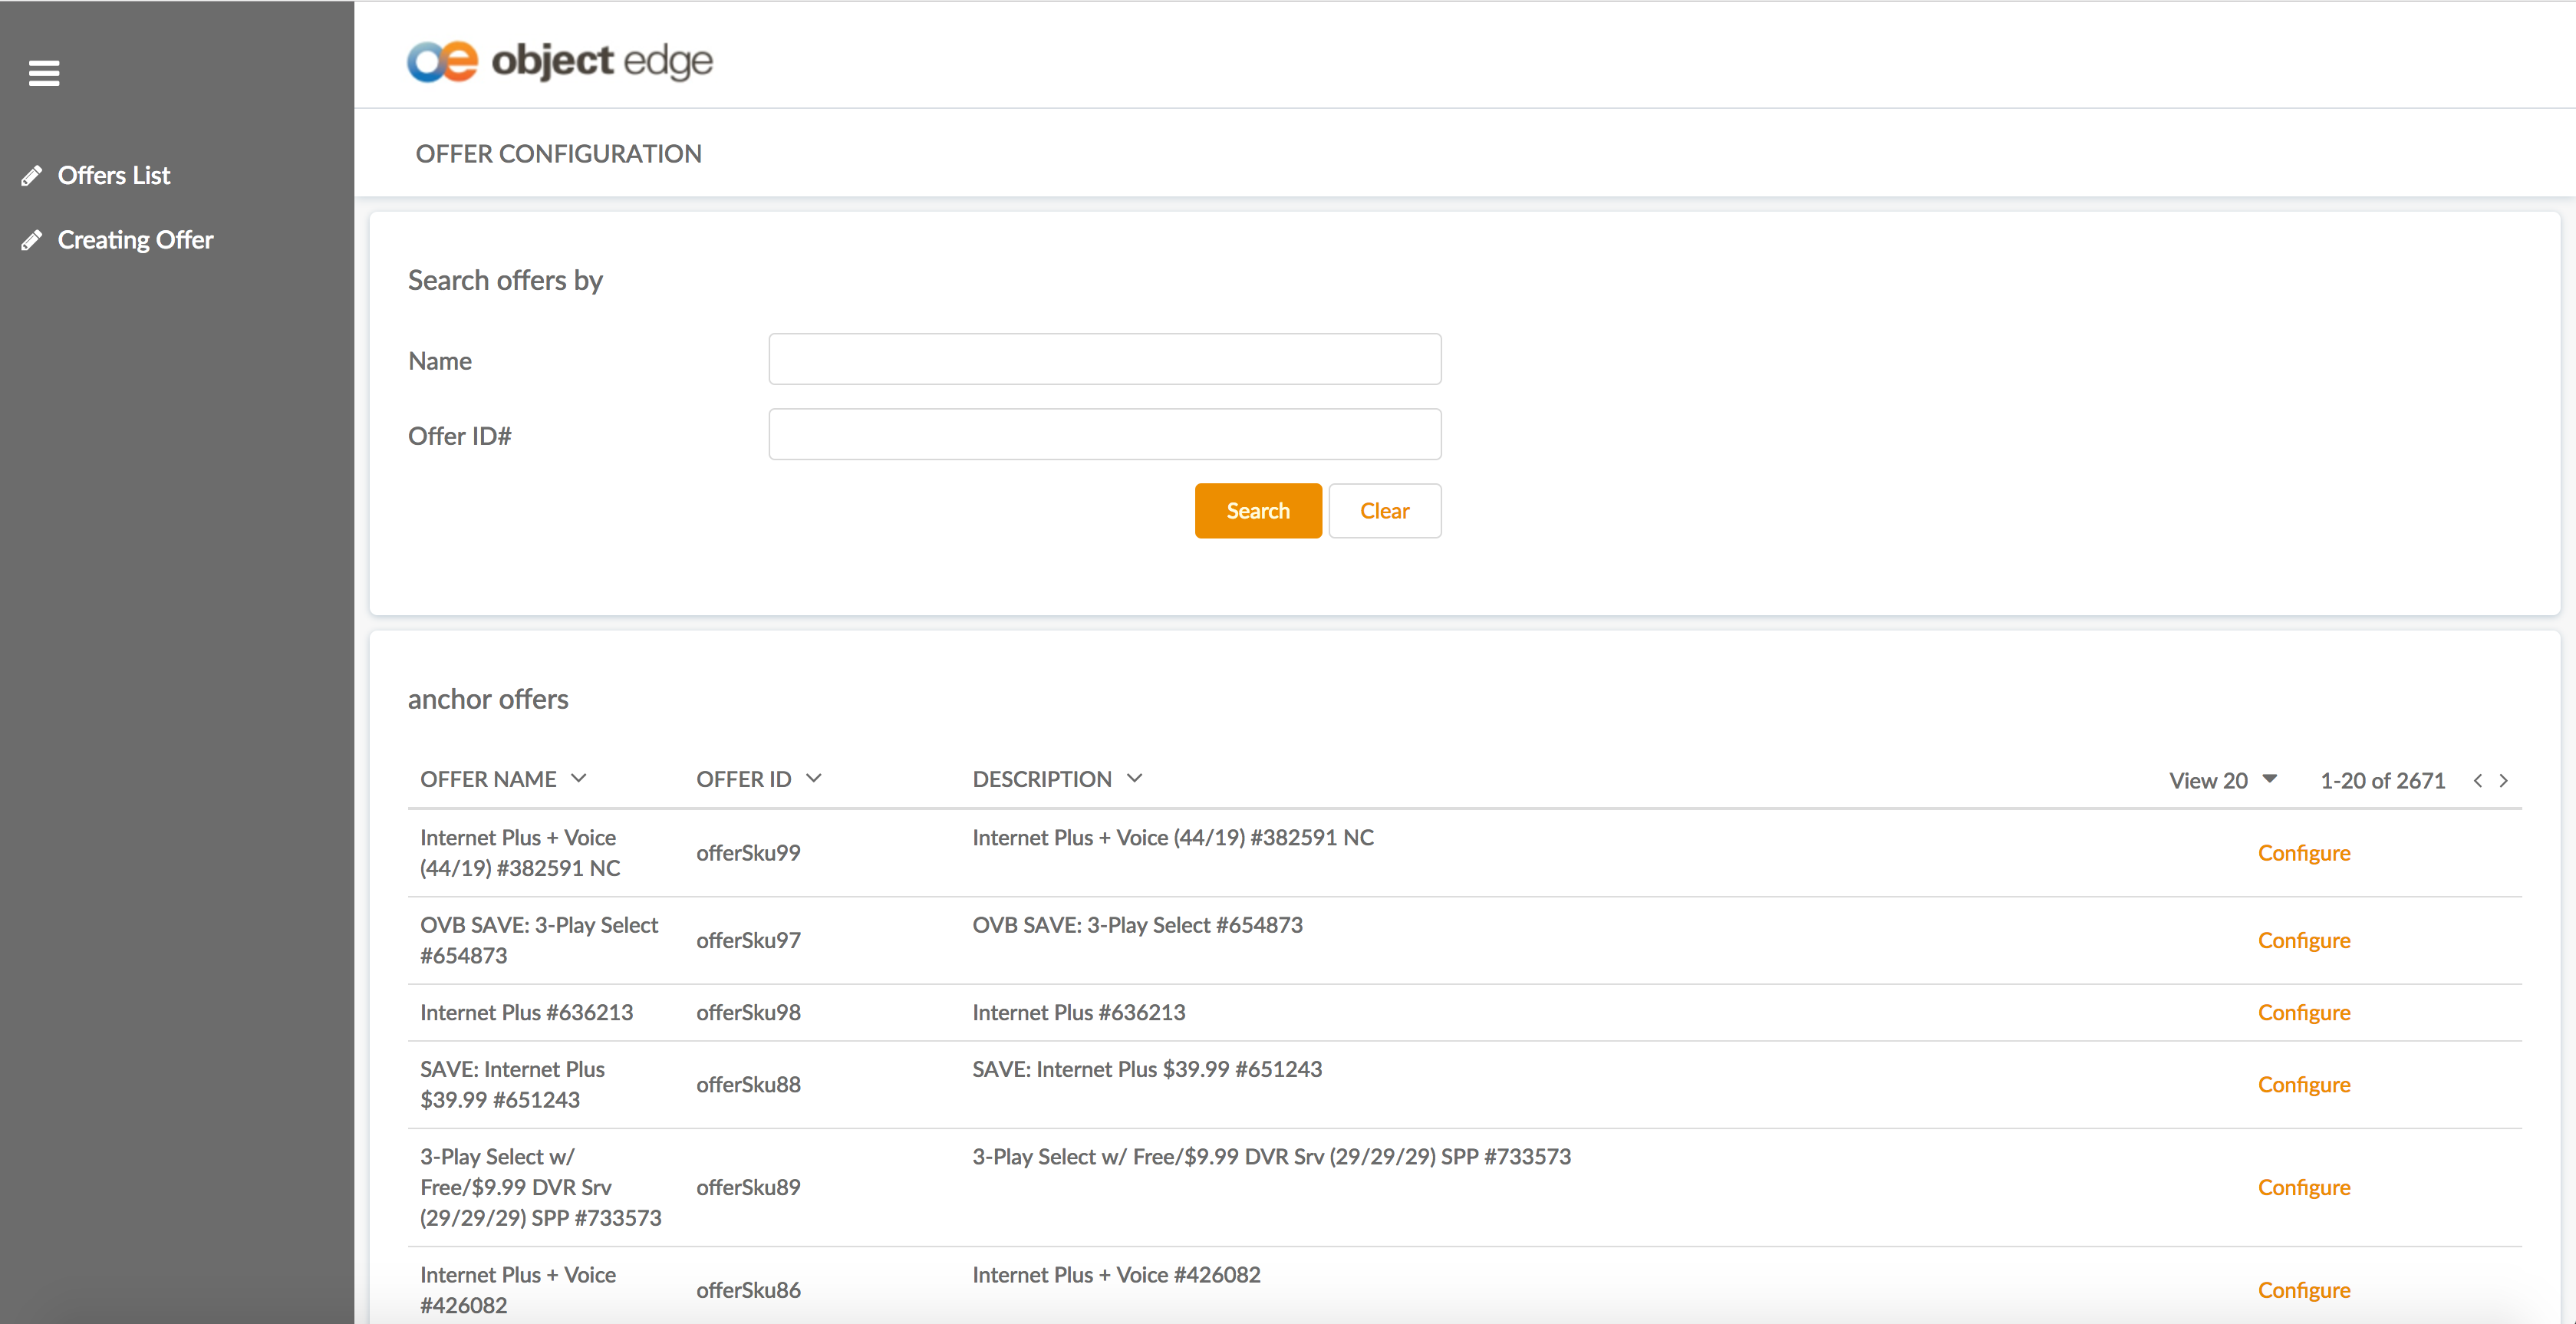 oe object edge
Offers List
Creating Offer
OFFER CONFIGURATION
Search offers by
Name
Offer ID#
Search Clear
anchor offers
OFFER NAME OFFER ID DESCRIPTION View 20 1-20 of 2671
Internet Plus + Voice
(44/19) #382591 NC
offerSku99
Internet Plus + Voice (44/19) #382591 NC
Configure
OVB SAVE: 3-Play Select
#654873
offerSku97
OVB SAVE: 3-Play Select #654873
Configure
Internet Plus #636213 offerSku98 Internet Plus #636213 Configure
SAVE: Internet Plus
$39.99 #651243
offerSku88
SAVE: Internet Plus $39.99 #651243
Configure
3-Play Select w/
Free/$9.99 DVR Srv
(29/29/29) SPP #733573
offerSku89
3-Play Select w/ Free/$9.99 DVR Srv (29/29/29) SPP #733573
Configure
Internet Plus + Voice
#426082
offerSku86
Internet Plus + Voice #426082
Configure